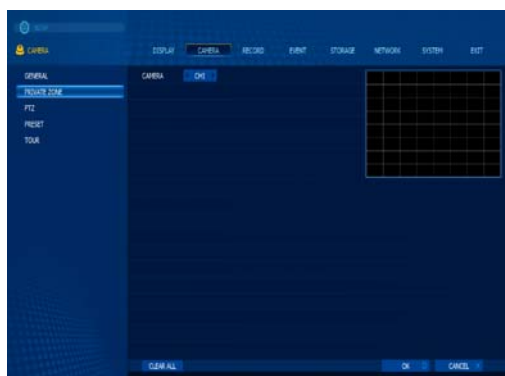 CAMERA
DISPLAY CAMERA RECORD EVENT STORAGE NETWORK SYSTEM EXIT
GENERAL
PRIVATE ZONE
PTZ
PRESET
TOUR
CAMERA CH1
CLEAR ALL
OK
CANCEL